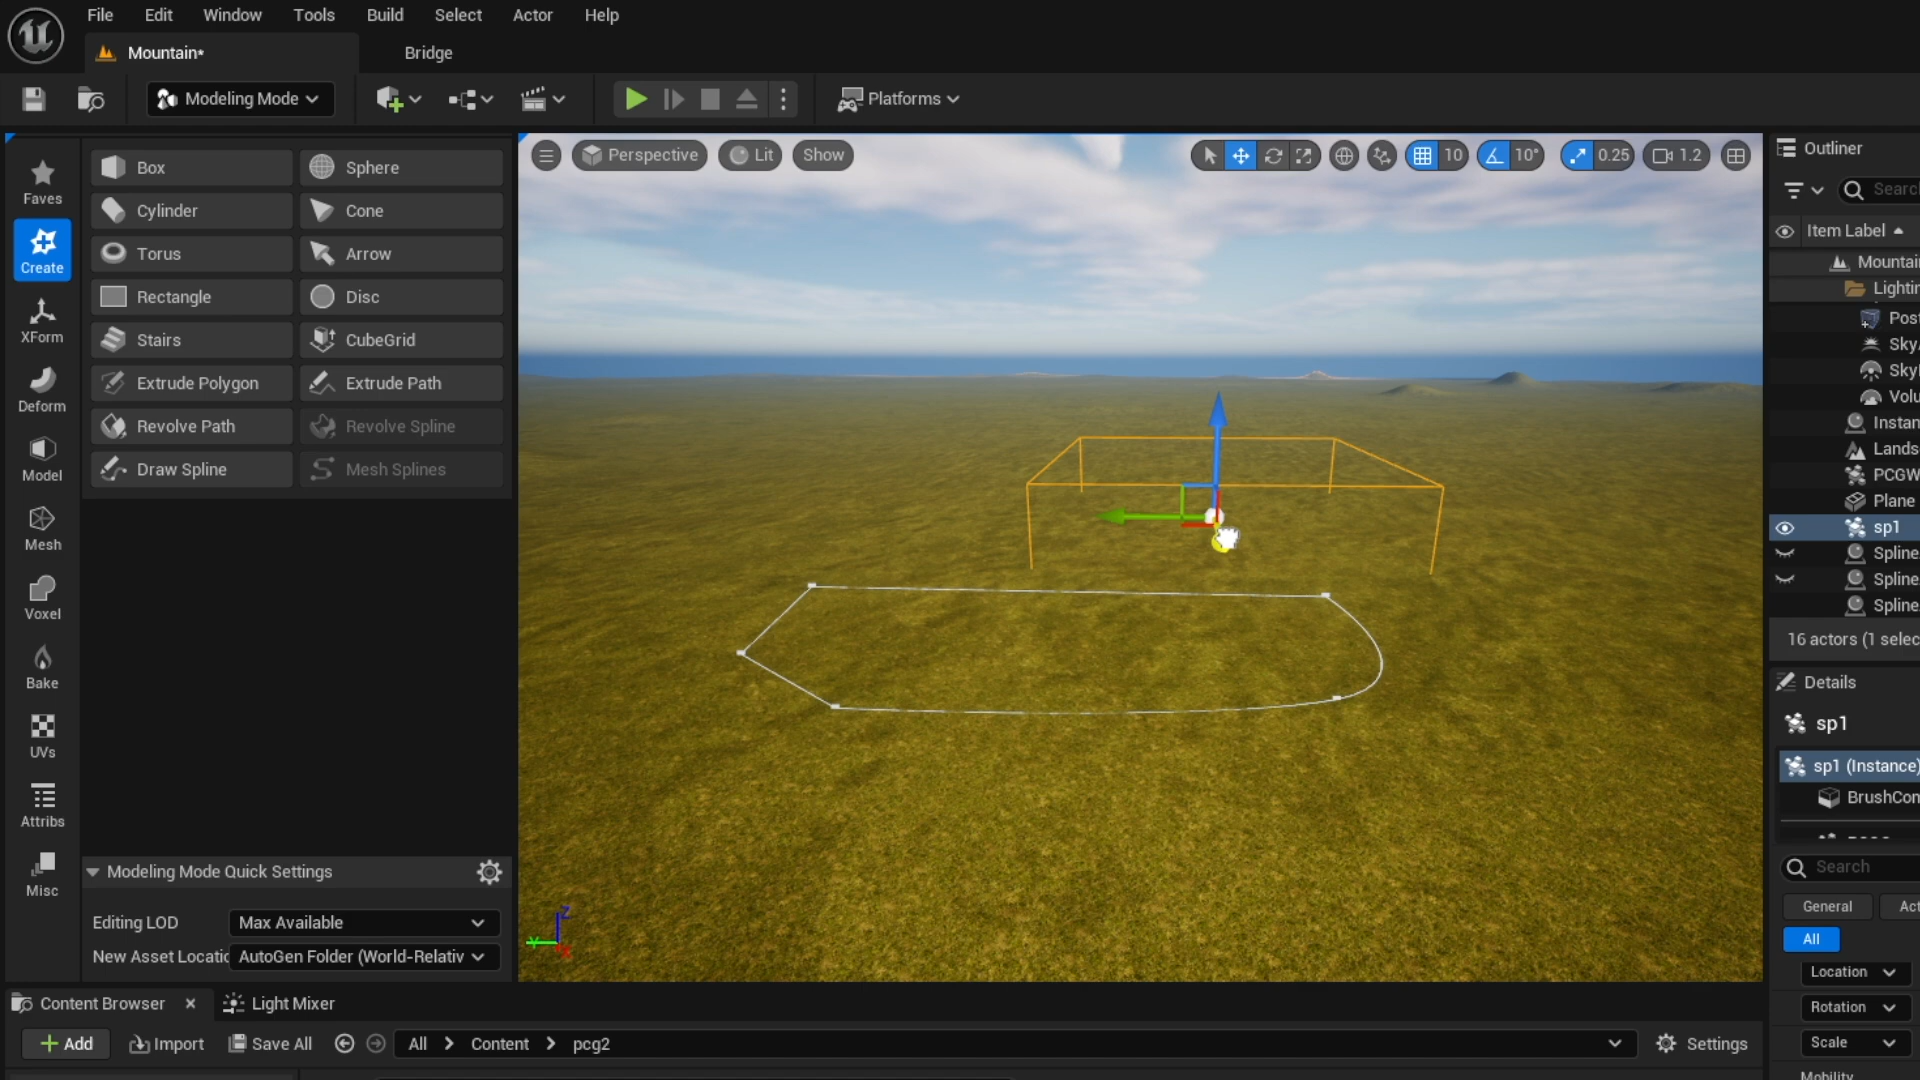 File Edit Window Tools Build Select Actor Help
Mountain* Bridge
Modeling Mode Platforms
Perspective Lit Show 10 10° 0.25 1.2
Outliner
Faves Box Sphere
Cylinder Cone
Create Torus Arrow
Item Label
Rectangle Disc
XForm Stairs CubeGrid
Extrude Polygon Extrude Path
Deform Revolve Path Revolve Spline
Model Draw Spline Mesh Splines
Mesh
Voxel
Bake
UVs
Attribs
Misc
Searc
Mountai
Lightin
Post
Sky
Sky
Volu
Instan
Lands
PCGW
Plane
sp1
Spline
Spline
Spline
16 actors (1 selec
Details
sp1
sp1 (Instance)
BrushCom
Search
General Act
All
Location
Rotation
Scale
Mobility
Modeling Mode Quick Settings
Editing LOD Max Available
New Asset Locatio AutoGen Folder (World-Relativ
Z
Y
X
Content Browser Light Mixer
Add Import Save All All > Content > pcg2 Settings